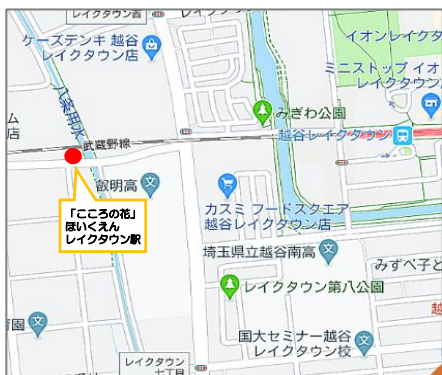 レイクタウン西
ケーズデンキ 越谷
レイクタウン店
イオンレイクタ
ミニストップ イオ
レイクタウン
八条用水
みぎわ公園
ム
店
武蔵野線
越谷レイクタウン
叡明高
「こころの花」
ほいくえん
レイクタウン駅
カスミ フードスクエア
越谷レイクタウン店
埼玉県立越谷南高
みずべ子ど
レイクタウン第八公園
越
育園
国大セミナー越谷
レイクタウン校
レイクタウン
七丁目